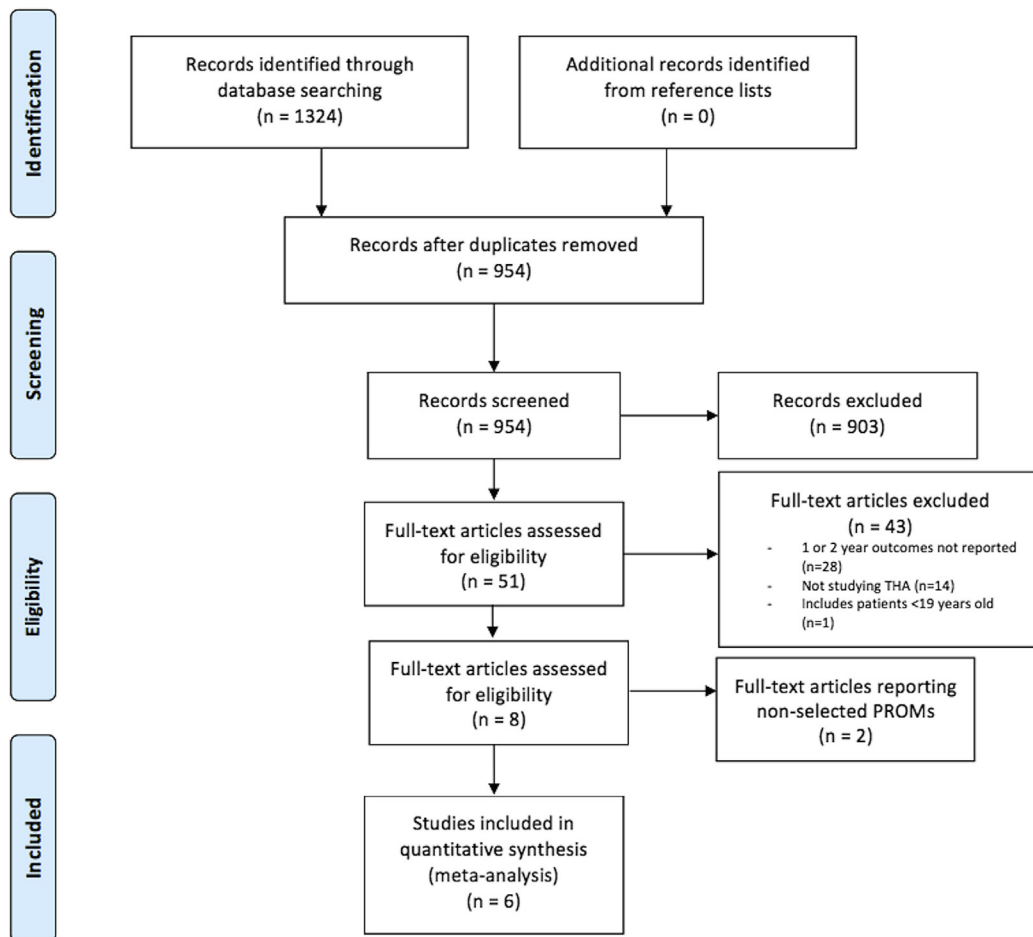 Identification
Records identified through
database searching
(n = 1324)
Additional records identified
from reference lists
(n = 0)
Records after duplicates removed
(n = 954)
Screening
Records screened
(n = 954)
Records excluded
(n = 903)
Eligibility
Full-text articles assessed
for eligibility
(n = 51)
Full-text articles excluded
(n = 43)
- 1 or 2 year outcomes not reported
(n=28)
- Not studying THA (n=14)
- Includes patients <19 years old
(n=1)
Full-text articles assessed
for eligibility
(n = 8)
Full-text articles reporting
non-selected PROMs
(n = 2)
Included
Studies included in
quantitative synthesis
(meta-analysis)
(n = 6)